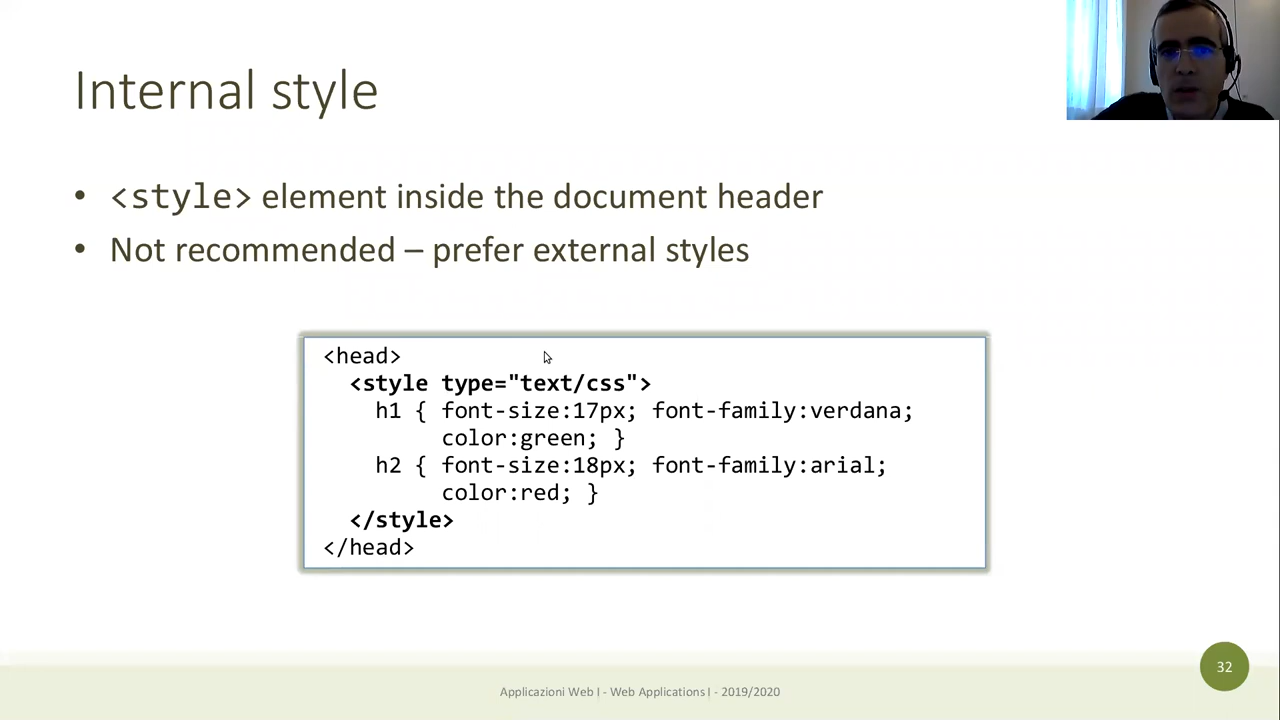 Internal style
• <style> element inside the document header
• Not recommended – prefer external styles
<head>
  <style type="text/css">
    h1 { font-size:17px; font-family:verdana;
         color:green; }
    h2 { font-size:18px; font-family:arial;
         color:red; }
  </style>
</head>
32
Applicazioni Web I - Web Applications I - 2019/2020